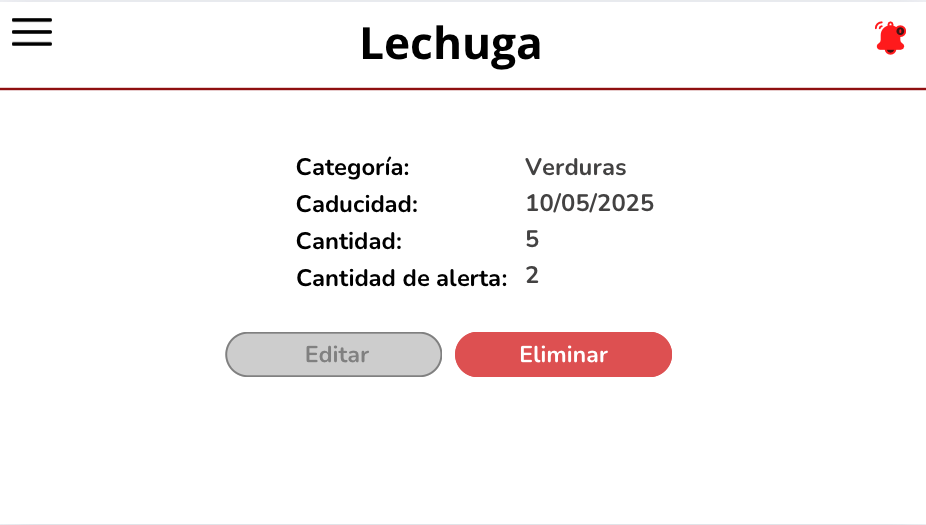 Lechuga
Categoría: Verduras
Caducidad: 10/05/2025
Cantidad: 5
Cantidad de alerta: 2
Editar Eliminar